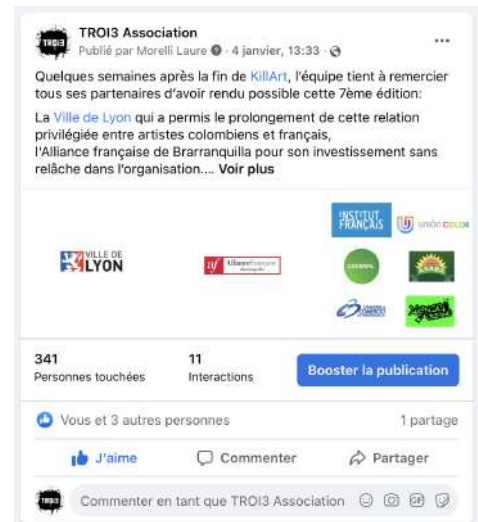 TROI3 Association
Publié par Morelli Laure · 4 janvier, 13:33 ·
Quelques semaines après la fin de KillArt, l'équipe tient à remercier
tous ses partenaires d'avoir rendu possible cette 7ème édition:
La Ville de Lyon qui a permis le prolongement de cette relation
privilégiée entre artistes colombiens et français,
l'Alliance française de Brarranquilla pour son investissement sans
relâche dans l'organisation.... Voir plus
INSTITUT
FRANÇAIS
unión color
VILLE DE
LYON
af AllianceFrançaise
341
11
Personnes touchées
Interactions
Booster la publication
Vous et 3 autres personnes
1 partage
J'aime
Commenter
Partager
TROI3
Commenter en tant que TROI3 Association
GIF